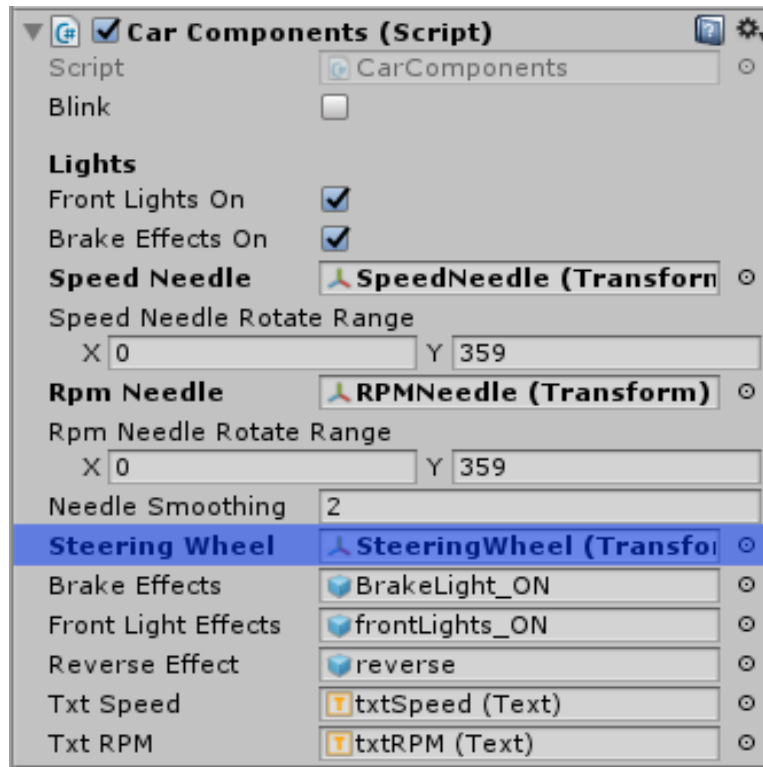 Car Components (Script)
Script CarComponents
Blink
Lights
Front Lights On
Brake Effects On
Speed Needle SpeedNeedle (Transform
Speed Needle Rotate Range
X 0 Y 359
Rpm Needle RPMNeedle (Transform)
Rpm Needle Rotate Range
X 0 Y 359
Needle Smoothing 2
Steering Wheel SteeringWheel (Transfo
Brake Effects BrakeLight_ON
Front Light Effects frontLights_ON
Reverse Effect reverse
Txt Speed txtSpeed (Text)
Txt RPM txtRPM (Text)